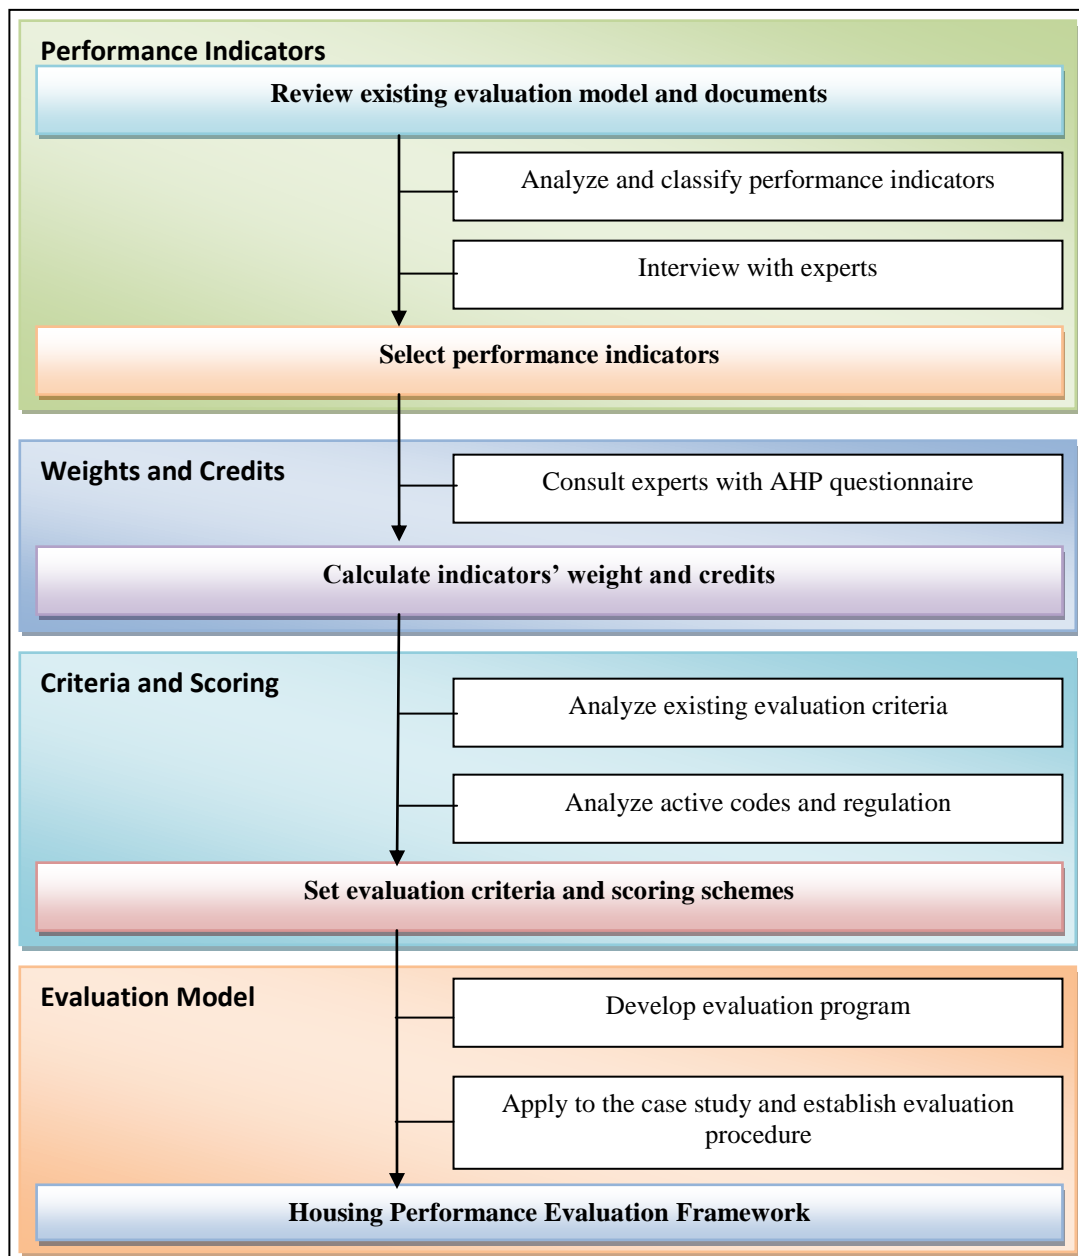 Performance Indicators
Review existing evaluation model and documents
Analyze and classify performance indicators
Interview with experts
Select performance indicators
Weights and Credits
Consult experts with AHP questionnaire
Calculate indicators’ weight and credits
Criteria and Scoring
Analyze existing evaluation criteria
Analyze active codes and regulation
Set evaluation criteria and scoring schemes
Evaluation Model
Develop evaluation program
Apply to the case study and establish evaluation
procedure
Housing Performance Evaluation Framework